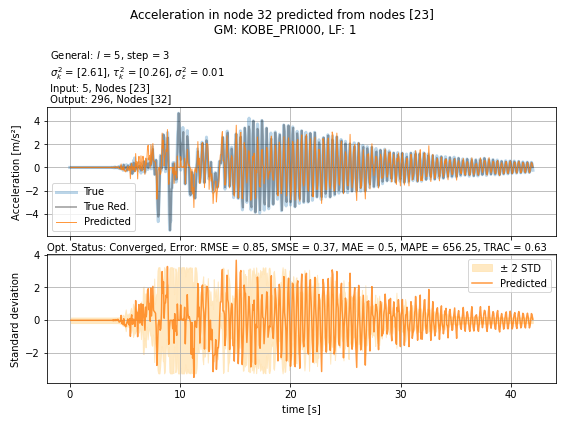 Acceleration in node 32 predicted from nodes [23]
GM: KOBE_PRI000, LF: 1
General: l = 5, step = 3
σ²ₖ = [2.61], τ²ₖ = [0.26], σ²ε = 0.01
Input: 5, Nodes [23]
Output: 296, Nodes [32]
4
2
0
−2
−4
Acceleration [m/s²]
True
True Red.
Predicted
Opt. Status: Converged, Error: RMSE = 0.85, SMSE = 0.37, MAE = 0.5, MAPE = 656.25, TRAC = 0.63
4
2
0
−2
Standard deviation
± 2 STD
Predicted
0 10 20 30 40
time [s]